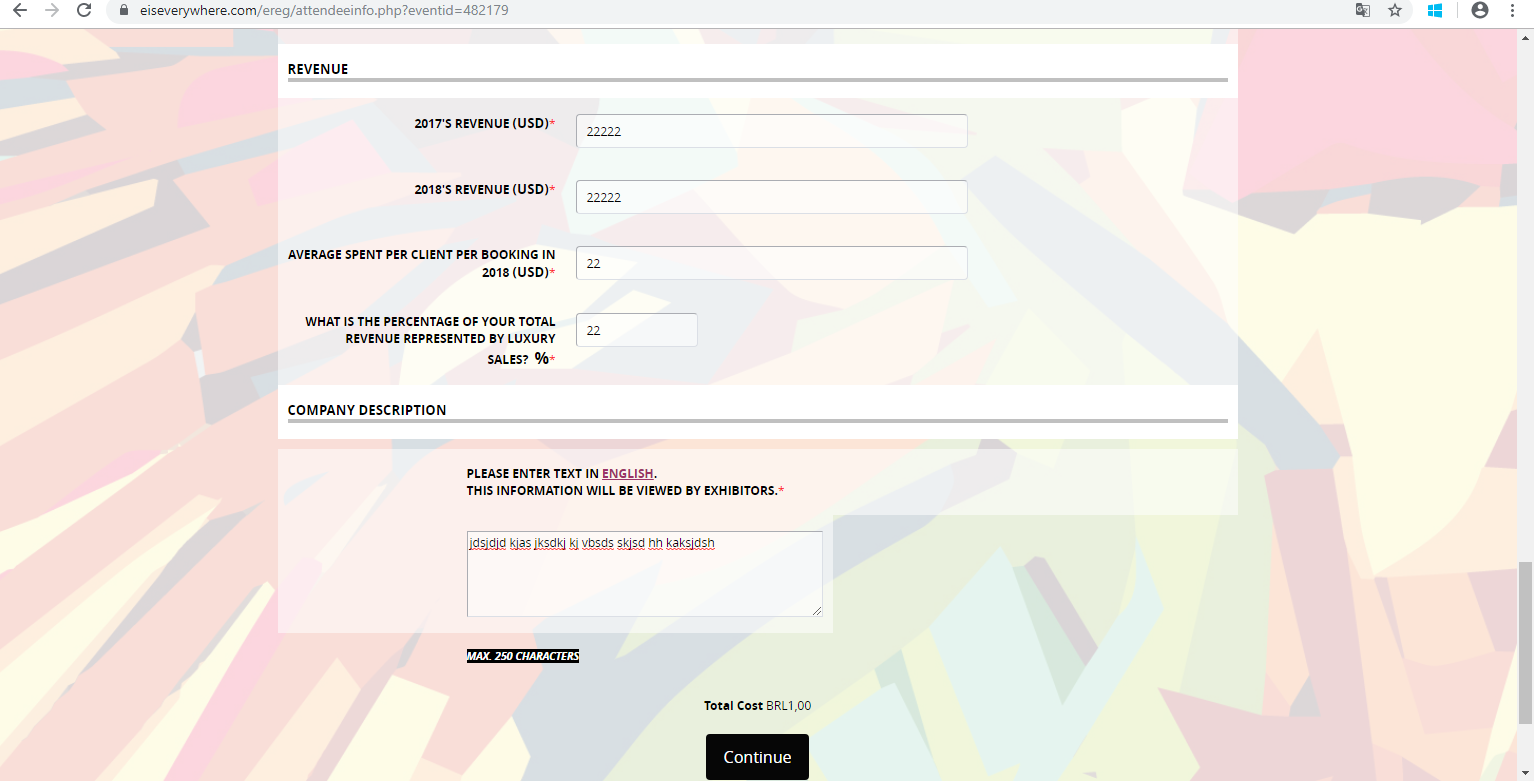 eiseverywhere.com/ereg/attendeeinfo.php?eventid=482179
REVENUE
2017'S REVENUE (USD)*
22222
2018'S REVENUE (USD)*
22222
AVERAGE SPENT PER CLIENT PER BOOKING IN
2018 (USD)*
22
WHAT IS THE PERCENTAGE OF YOUR TOTAL
REVENUE REPRESENTED BY LUXURY
SALES? %*
22
COMPANY DESCRIPTION
PLEASE ENTER TEXT IN ENGLISH.
THIS INFORMATION WILL BE VIEWED BY EXHIBITORS.*
jdsjdjd kjas jksdkj kj vbsds skjsd hh kaksjdsh
MAX. 250 CHARACTERS
Total Cost BRL1,00
Continue